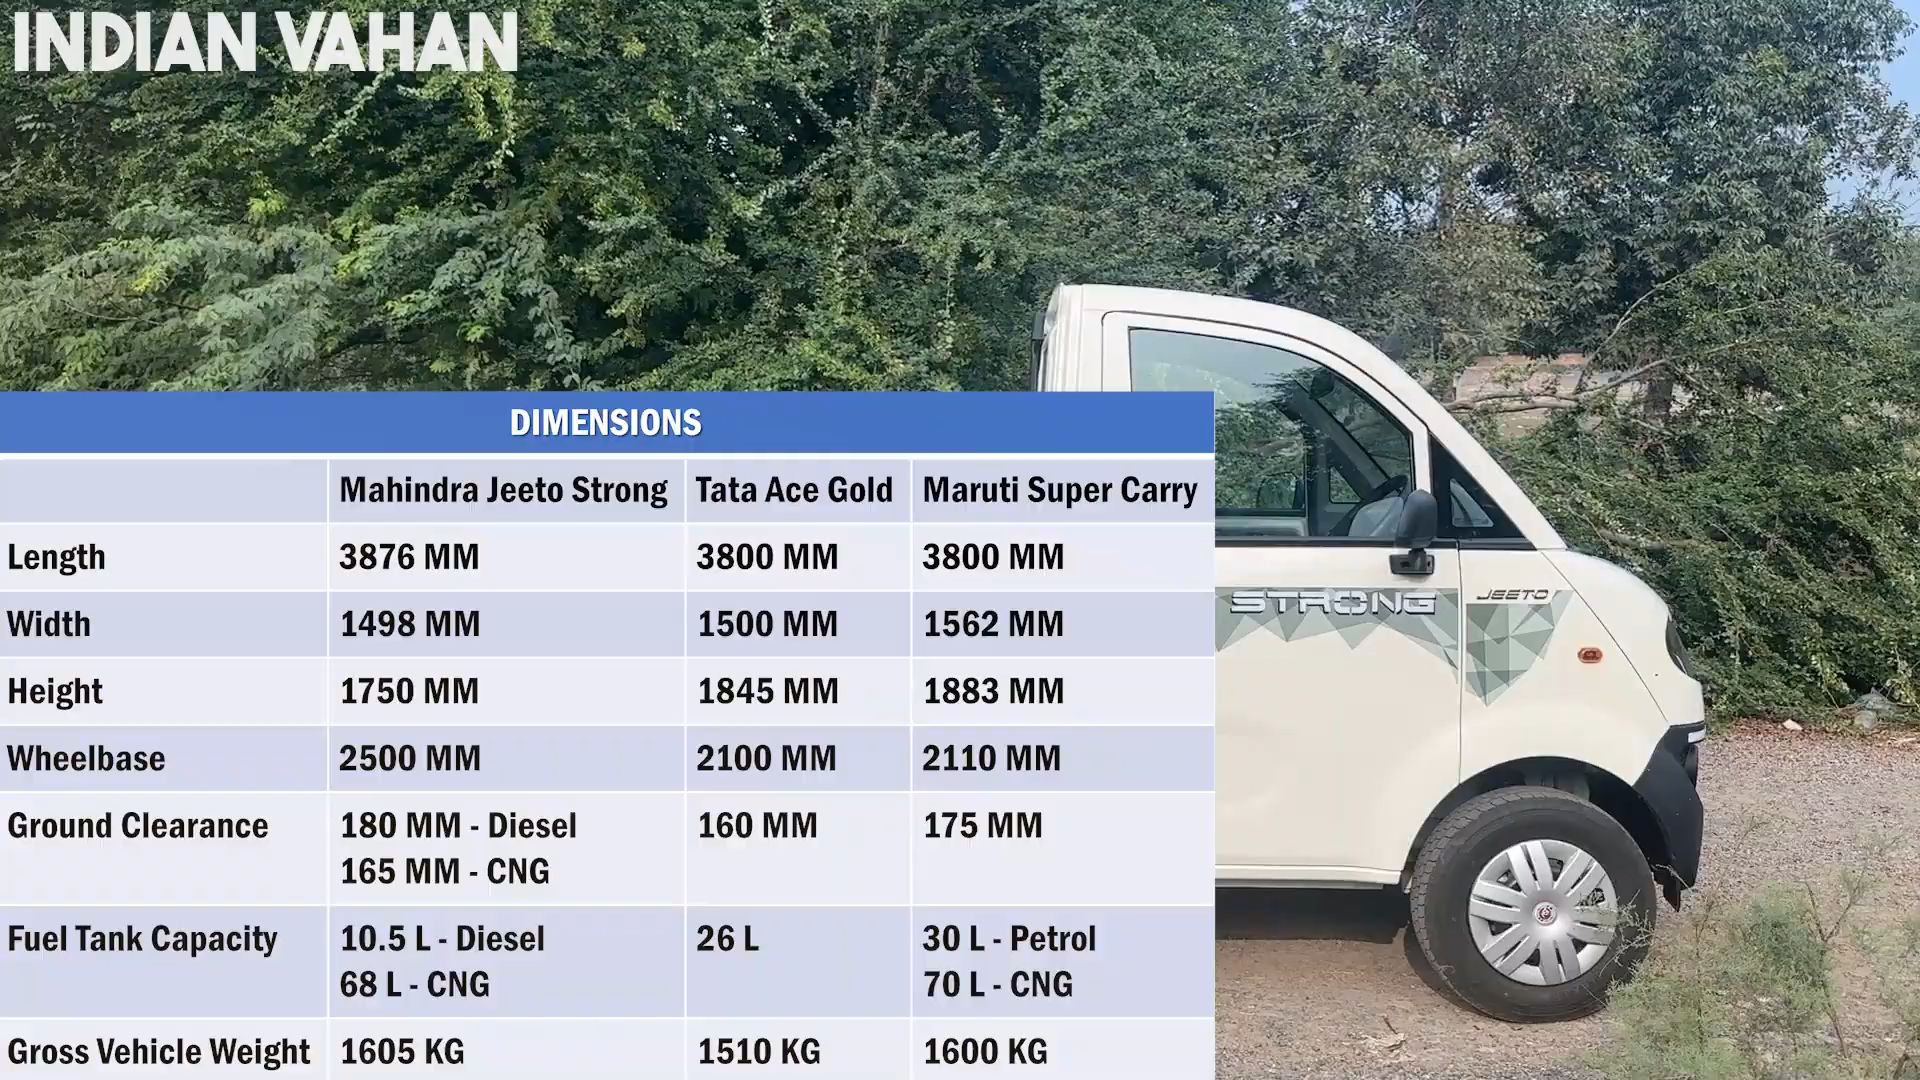 INDIAN VAHAN
DIMENSIONS
Mahindra Jeeto Strong Tata Ace Gold Maruti Super Carry
Length 3876 MM 3800 MM 3800 MM
Width 1498 MM 1500 MM 1562 MM
Height 1750 MM 1845 MM 1883 MM
Wheelbase 2500 MM 2100 MM 2110 MM
Ground Clearance 180 MM - Diesel 160 MM 175 MM
165 MM - CNG
Fuel Tank Capacity 10.5 L - Diesel 26 L 30 L - Petrol
68 L - CNG 70 L - CNG
Gross Vehicle Weight 1605 KG 1510 KG 1600 KG
STRONG JEETO